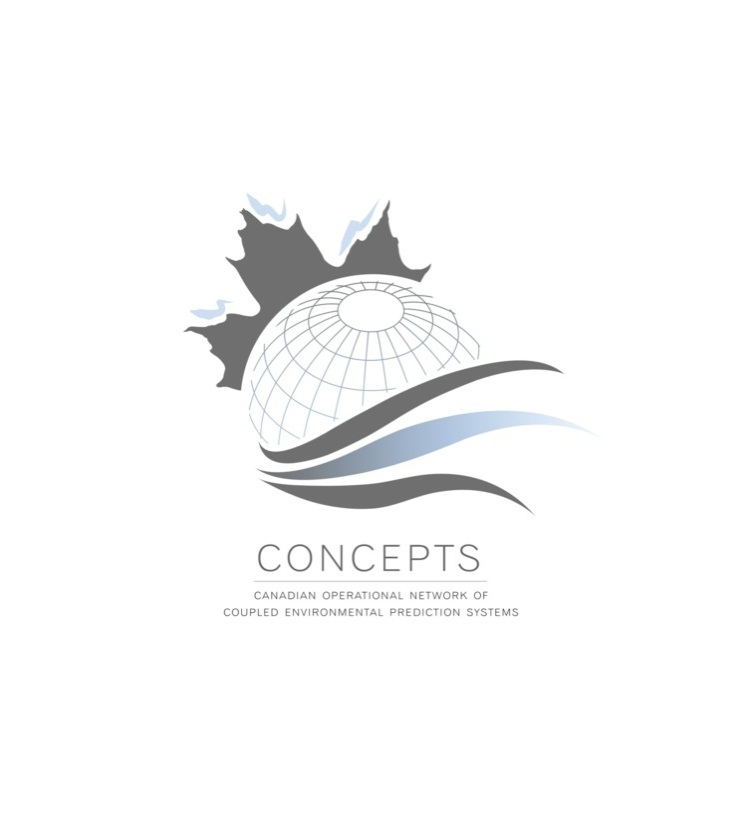 CONCEPTS
CANADIAN OPERATIONAL NETWORK OF
COUPLED ENVIRONMENTAL PREDICTION SYSTEMS